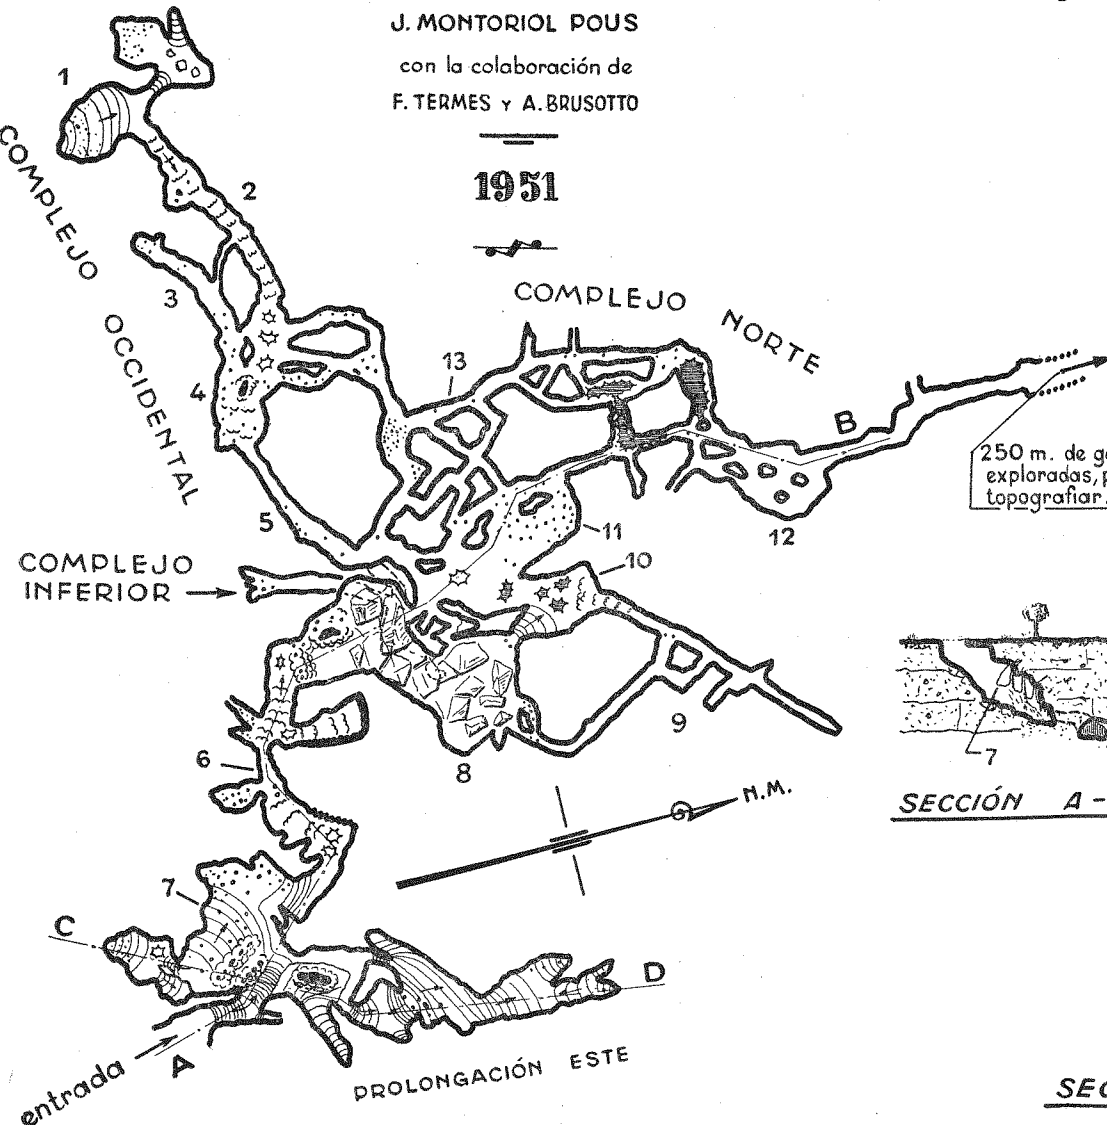 J. MONTORIOL POUS
con la colaboración de
F. TERMES Y A. BRUSOTTO
1951
1
2
3
4
5
COMPLEJO OCCIDENTAL
COMPLEJO NORTE
13
B
250 m. de
exploradas,
topografiar.
11
12
10
COMPLEJO
INFERIOR
9
8
6
7
N.M.
7
SECCIÓN A-
C
D
A
entrada
PROLONGACIÓN ESTE